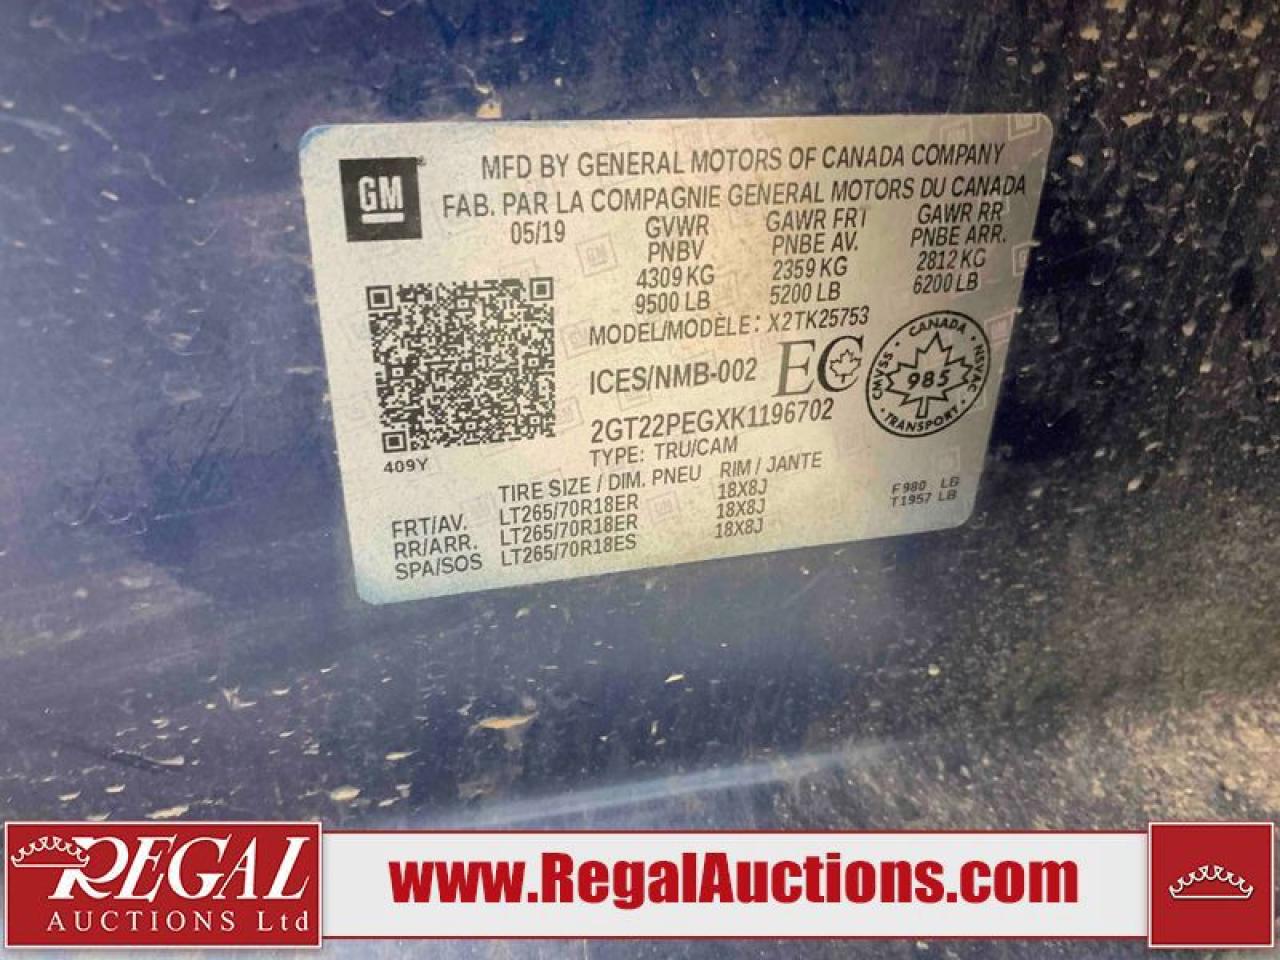 GM
MFD BY GENERAL MOTORS OF CANADA COMPANY
FAB. PAR LA COMPAGNIE GENERAL MOTORS DU CANADA
05/19 GVWR GAWR FRT GAWR RR
PNBV PNBE AV. PNBE ARR.
4309 KG 2359 KG 2812 KG
9500 LB 5200 LB 6200 LB
MODEL/MODÈLE: X2TK25753
ICES/NMB-002 EC
CANADA
CMVSS 985 NSVAC
TRANSPORT
2GT22PEGXK1196702
TYPE: TRU/CAM
409Y
TIRE SIZE / DIM. PNEU RIM / JANTE
FRT/AV. LT265/70R18ER 18X8J
RR/ARR. LT265/70R18ER 18X8J
SPA/SOS LT265/70R18ES 18X8J
F980 LB
T1957 LB
REGAL
AUCTIONS Ltd
www.RegalAuctions.com